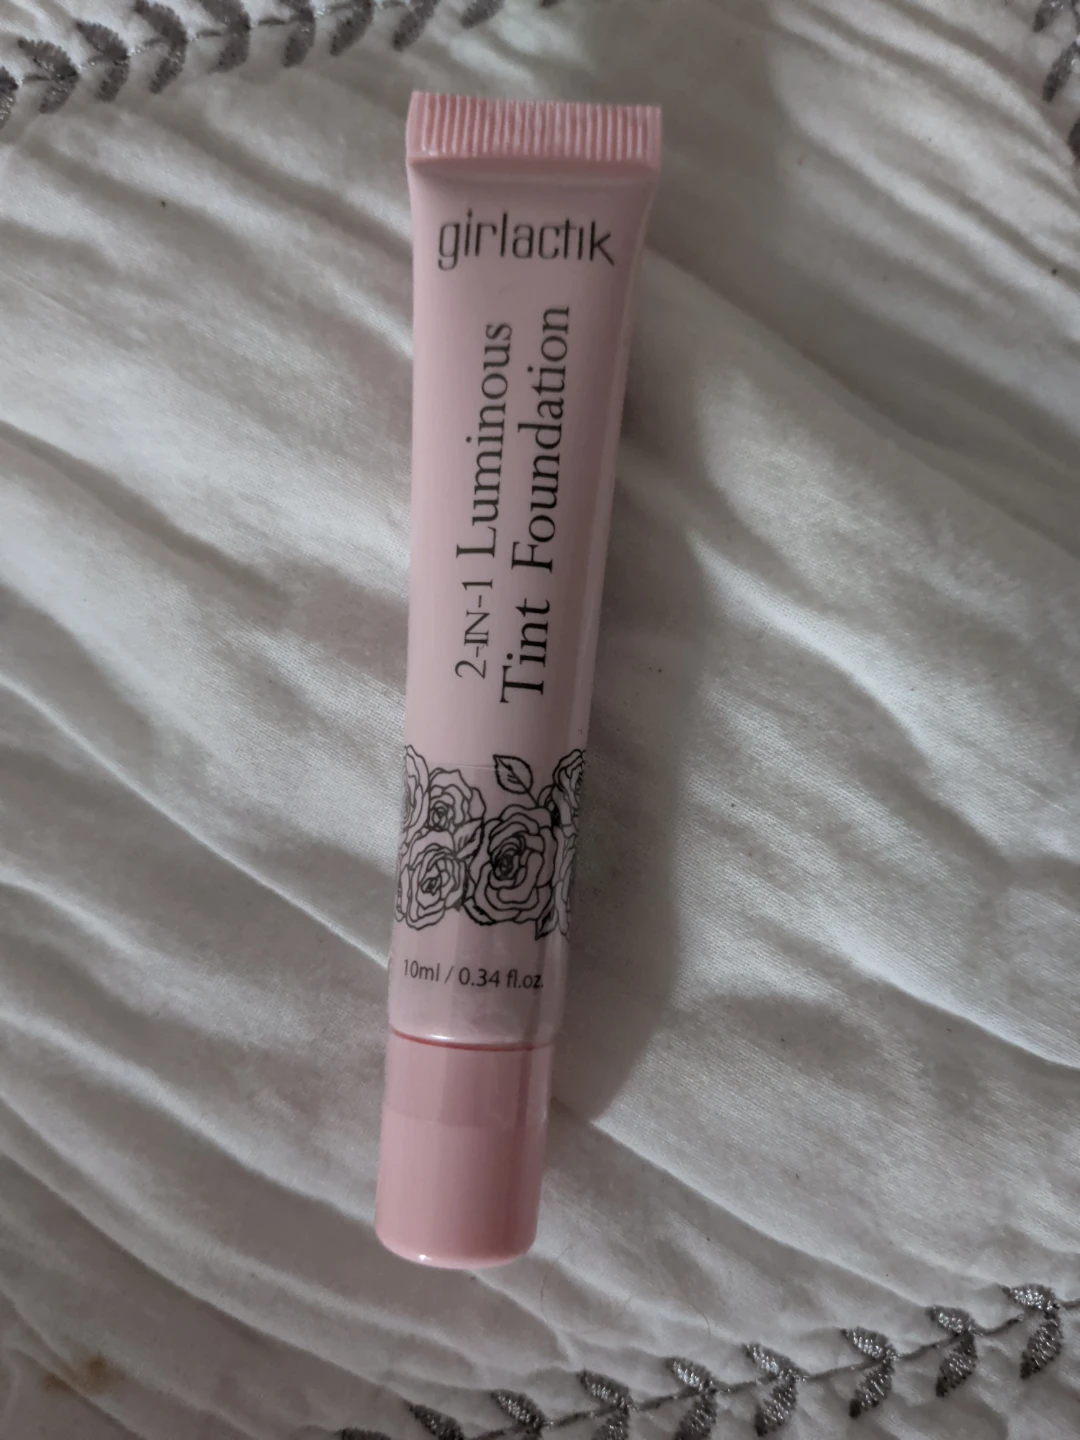 girlactik
2-IN-1 Luminous
Tint Foundation
10ml / 0.34 fl.oz.